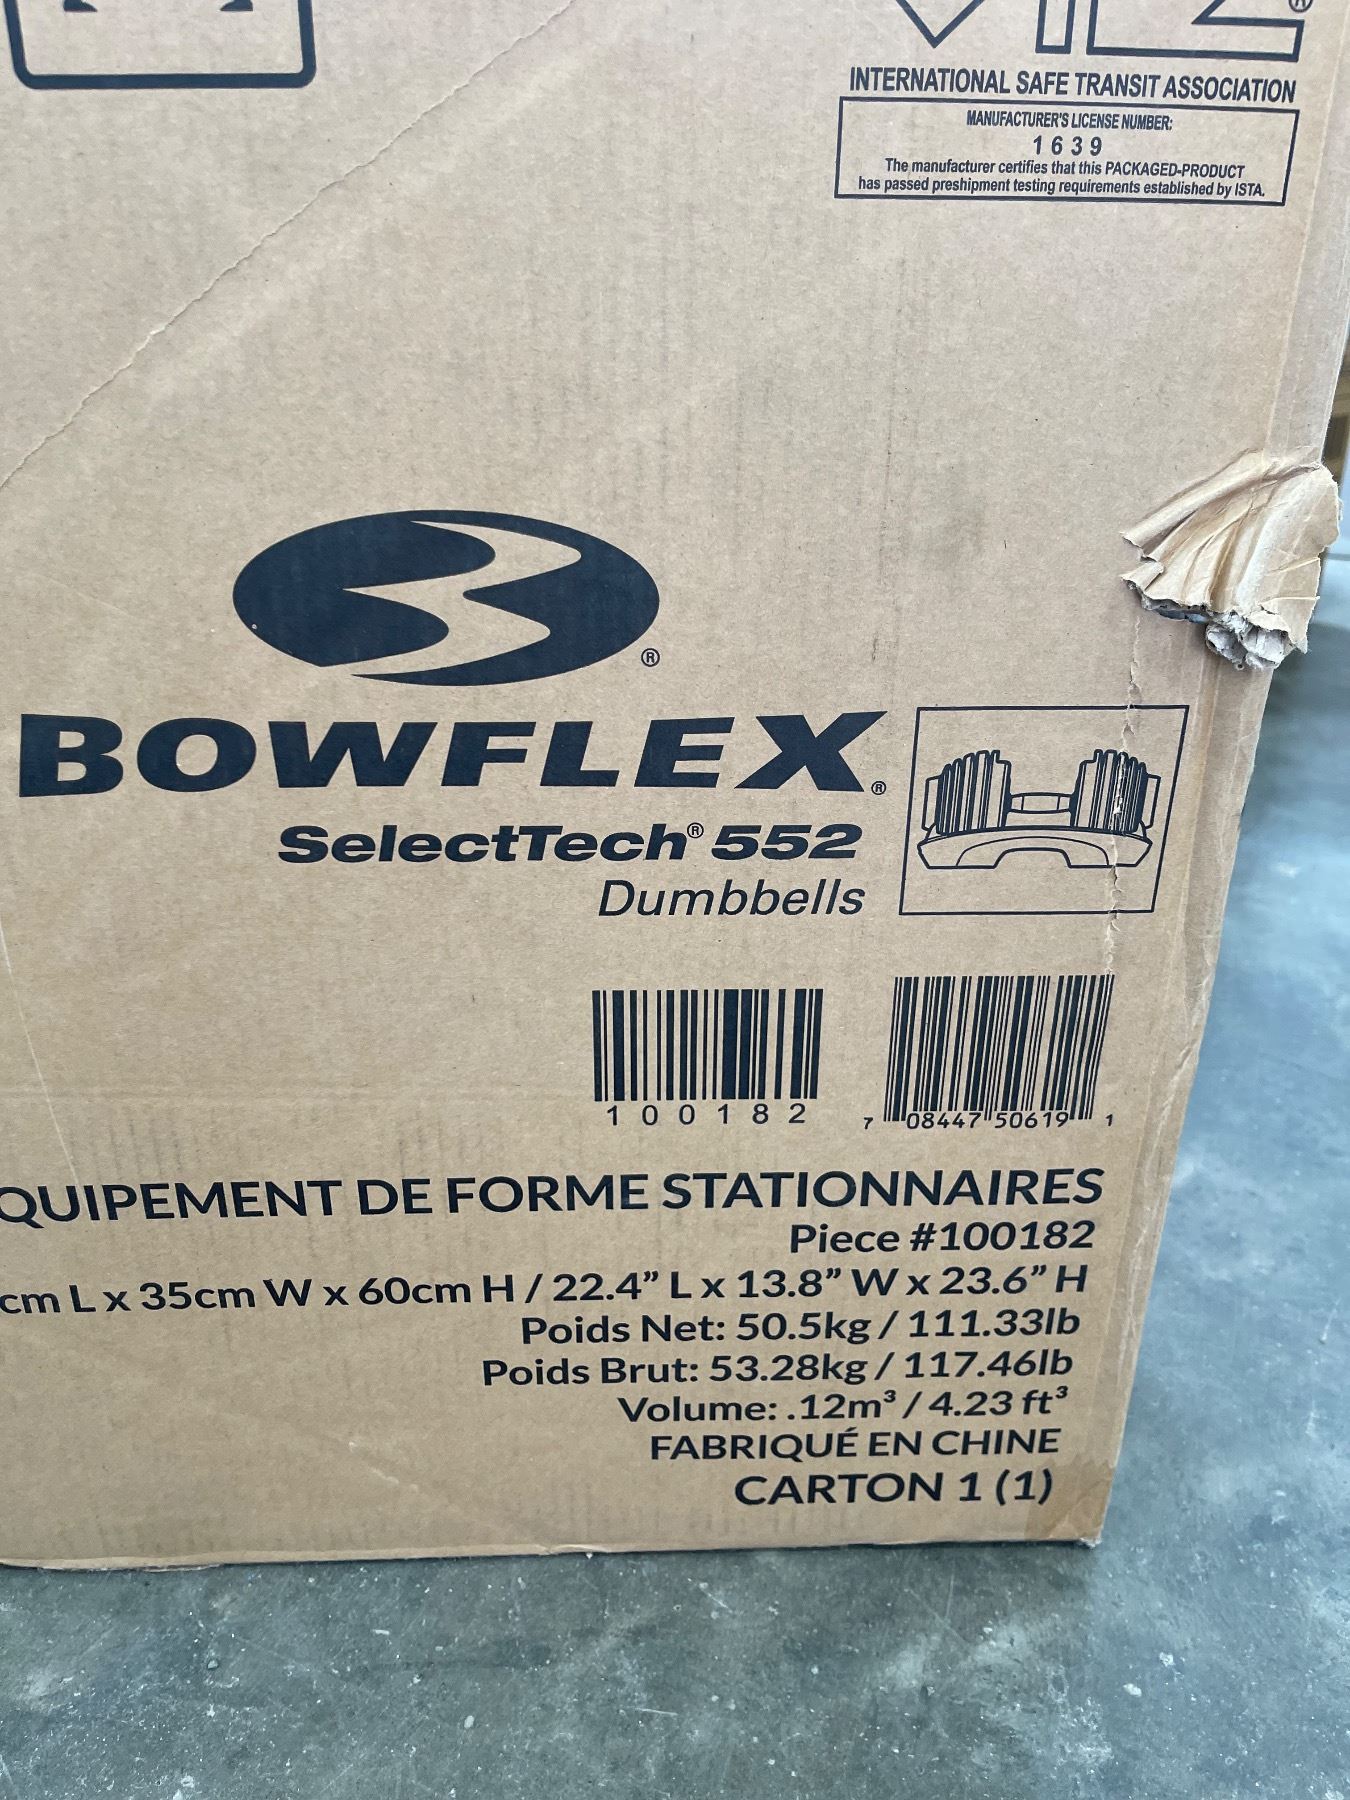 ®
INTERNATIONAL SAFE TRANSIT ASSOCIATION
MANUFACTURER'S LICENSE NUMBER:
1639
The manufacturer certifies that this PACKAGED-PRODUCT
has passed preshipment testing requirements established by ISTA.
®
BOWFLEX®
SelectTech® 552
Dumbbells
100182
7 08447 50619 1
QUIPEMENT DE FORME STATIONNAIRES
Piece #100182
cm L x 35cm W x 60cm H / 22.4” L x 13.8” W x 23.6” H
Poids Net: 50.5kg / 111.33lb
Poids Brut: 53.28kg / 117.46lb
Volume: .12m³ / 4.23 ft³
FABRIQUÉ EN CHINE
CARTON 1 (1)